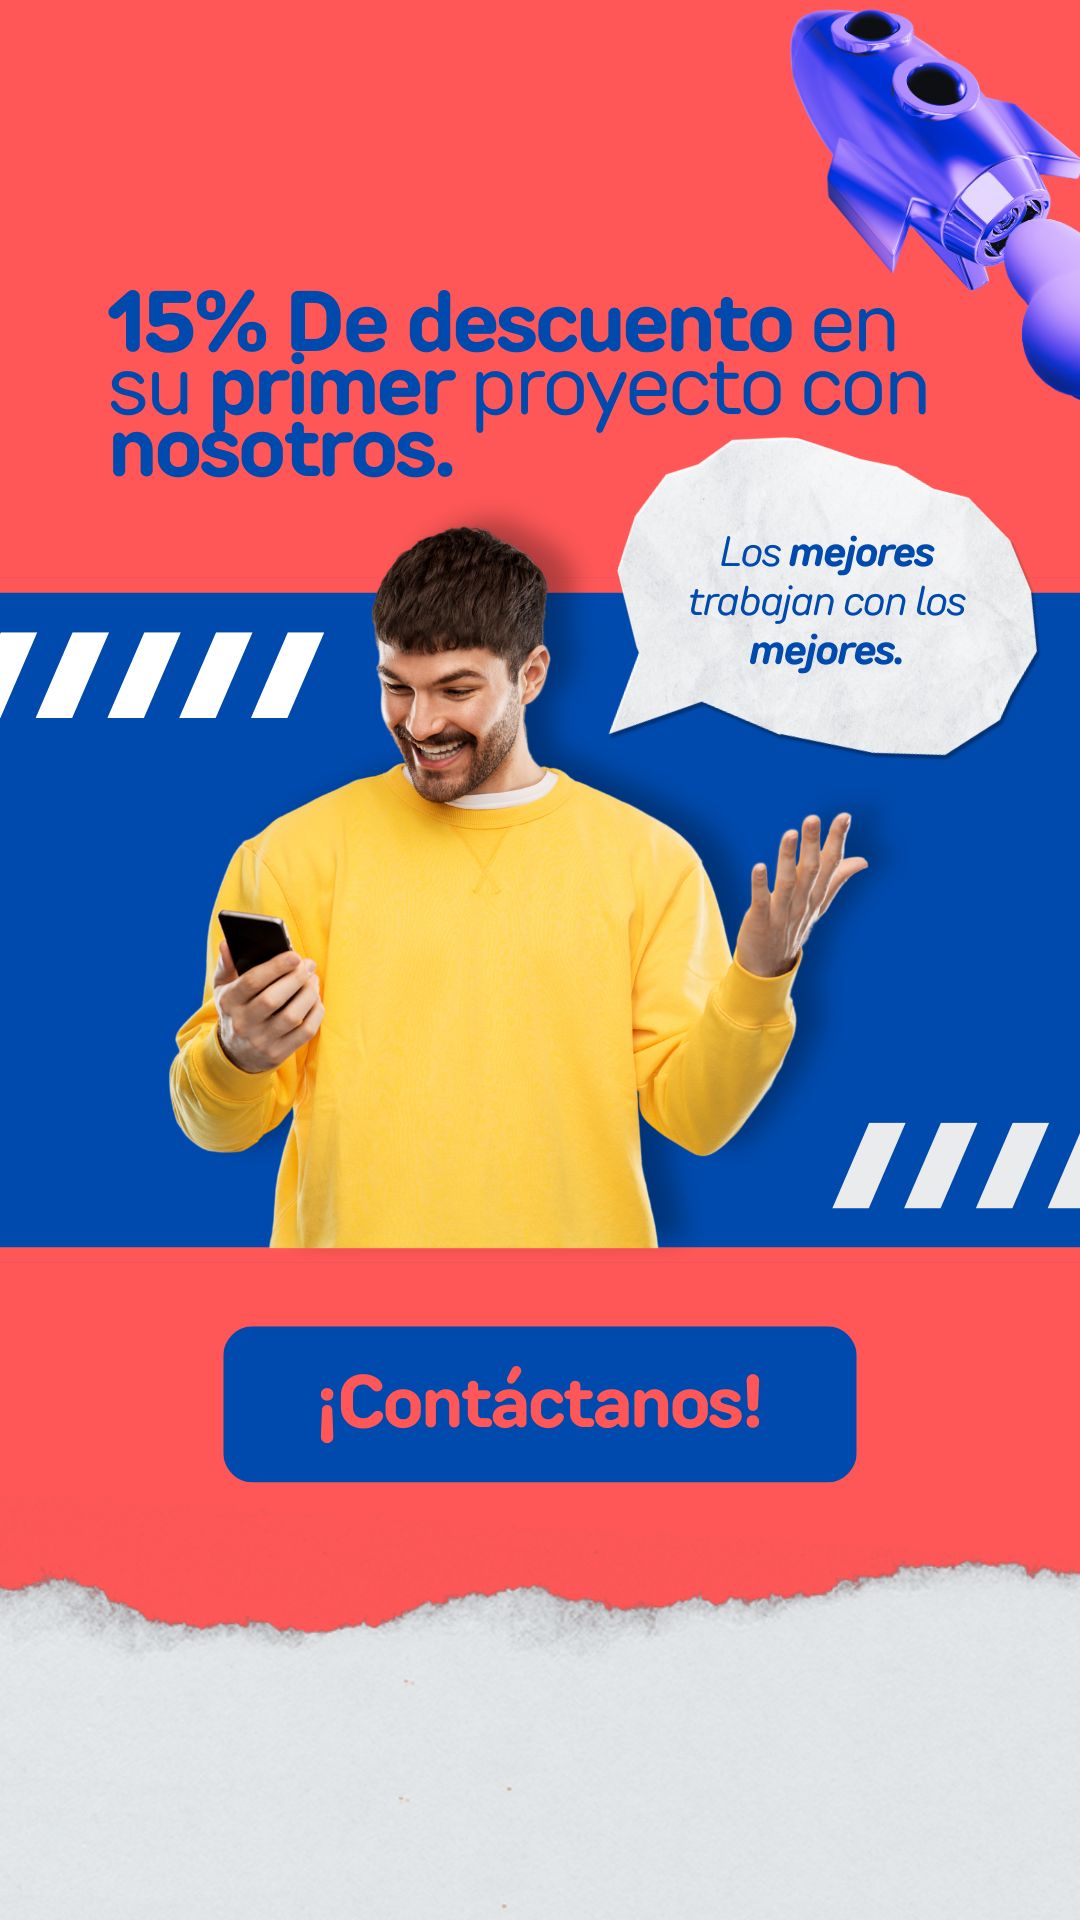 15% De descuento en
su primer proyecto con
nosotros.
Los mejores
trabajan con los
mejores.
¡Contáctanos!